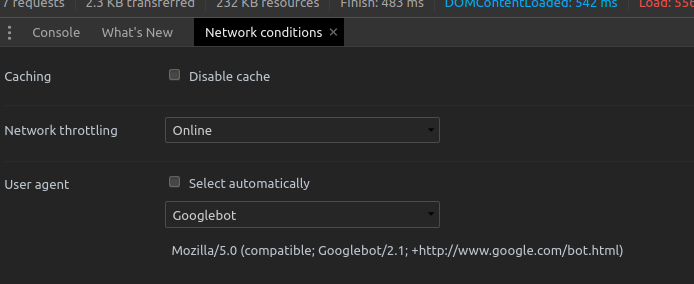 7 requests 2.3 KB transferred 232 KB resources Finish: 483 ms DOMContentLoaded: 542 ms Load: 556
Console What's New Network conditions ×
Caching Disable cache
Network throttling Online
User agent Select automatically
Googlebot
Mozilla/5.0 (compatible; Googlebot/2.1; +http://www.google.com/bot.html)